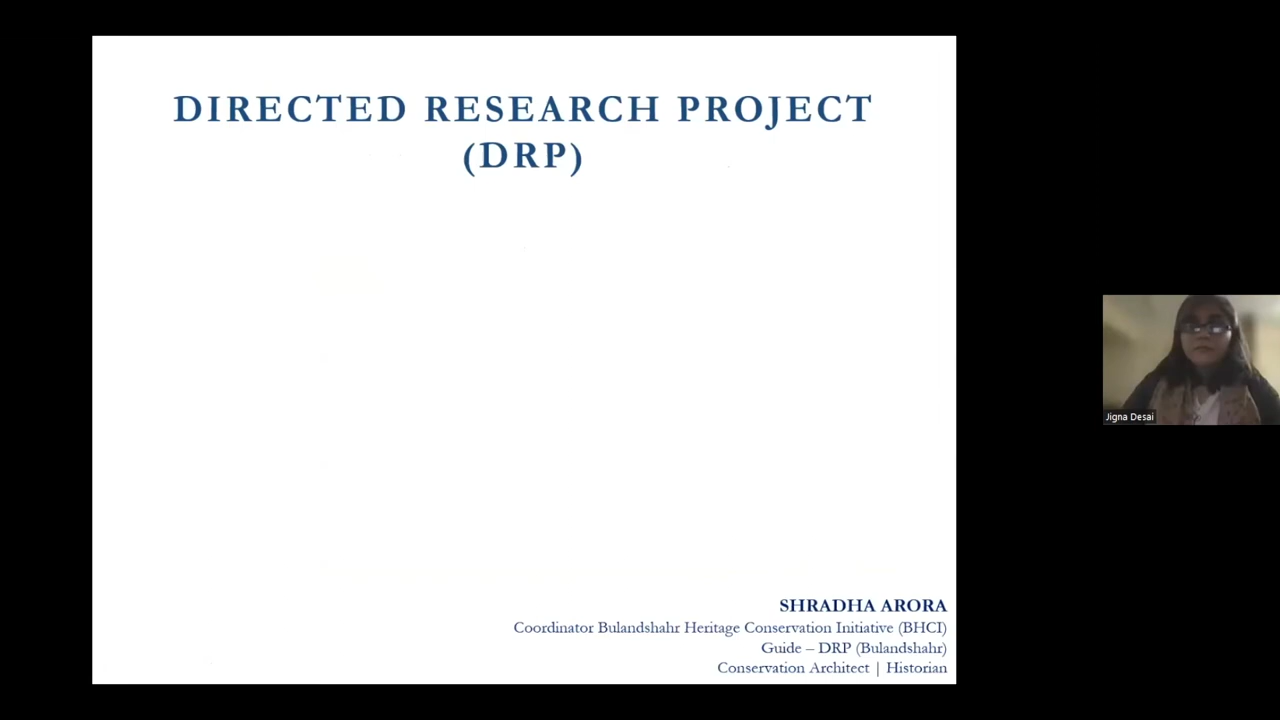 DIRECTED RESEARCH PROJECT
(DRP)
SHRADHA ARORA
Coordinator Bulandshahr Heritage Conservation Initiative (BHCI)
Guide – DRP (Bulandshahr)
Conservation Architect | Historian
Jigna Desai